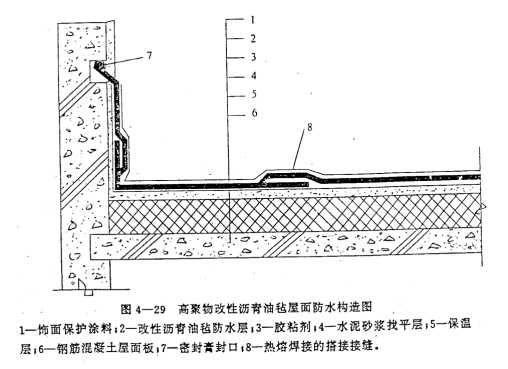 1
2
3
4
5
6
7
8
图 4—29 高聚物改性沥青油毡屋面防水构造图
1—饰面保护涂料;2—改性沥青油毡防水层;3—胶粘剂;4—水泥砂浆找平层;5—保温
层;6—钢筋混凝土屋面板;7—密封膏封口;8—热熔焊接的搭接接缝。